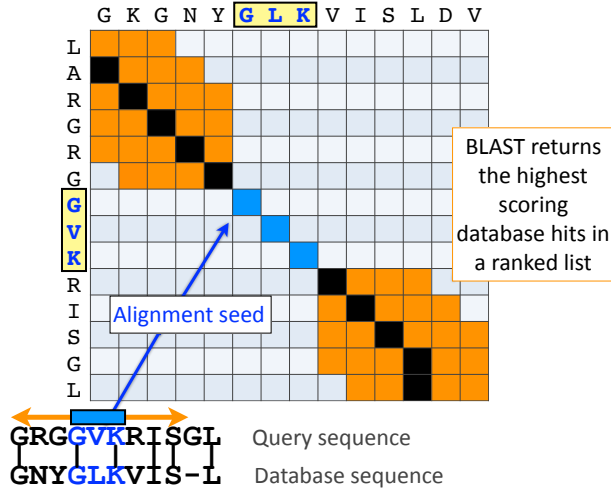 G K G N Y G L K V I S L D V
L
A
R
G
R
G
G
V
K
R
I
S
G
L
BLAST returns
the highest
scoring
database hits in
a ranked list
Alignment seed
GRGGVKRISGL
Query sequence
GNYGLKVIS-L
Database sequence